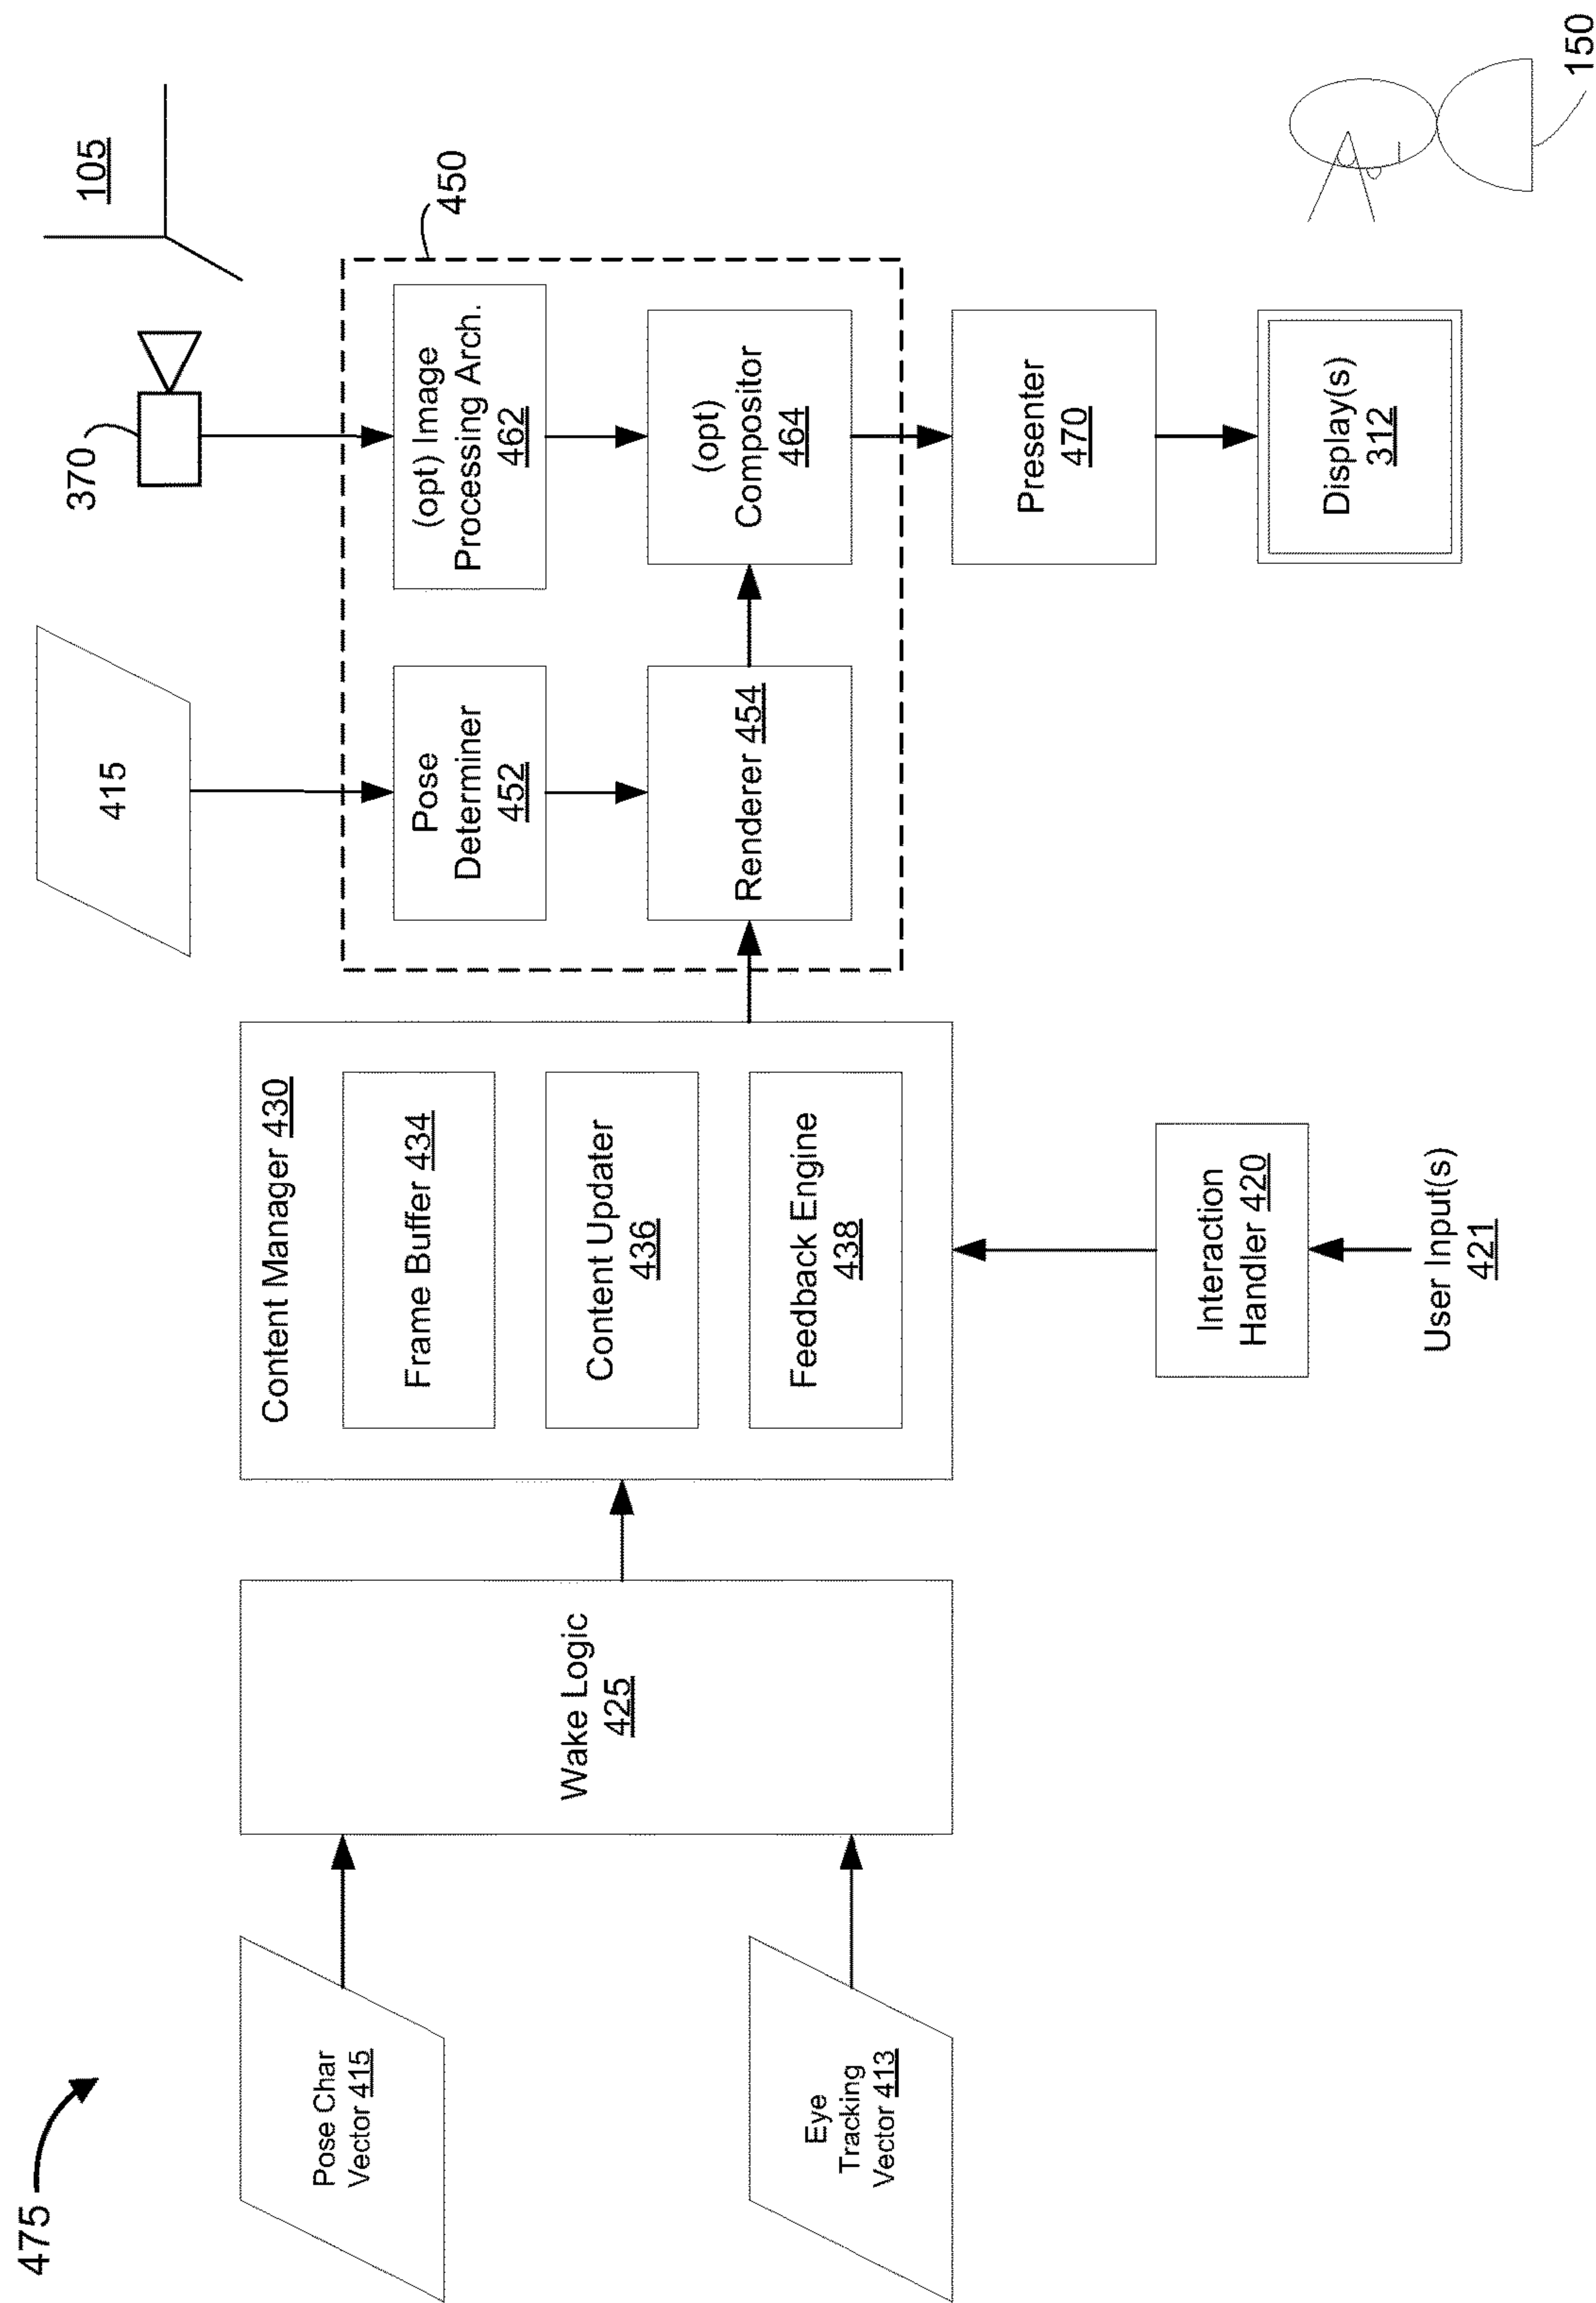 475
Pose Char
Vector 415
Eye
Tracking
Vector 413
Wake Logic
425
Content Manager 430
Frame Buffer 434
Content Updater
436
Feedback Engine
438
Interaction
Handler 420
User Input(s)
421
415
370
105
450
Pose
Determiner
452
(opt) Image
Processing Arch.
462
Renderer 454
(opt)
Compositor
464
Presenter
470
Display(s)
312
150